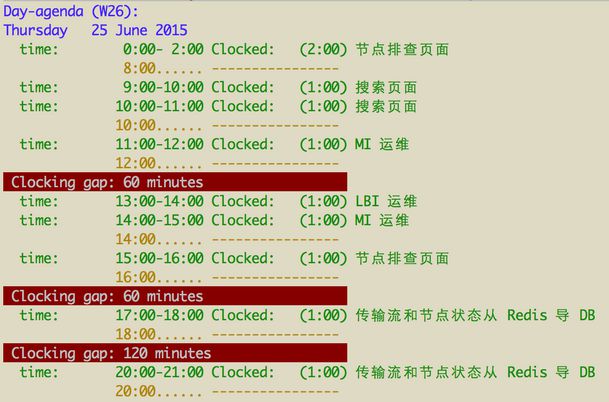 Day-agenda (W26):
Thursday   25 June 2015
  time:        0:00- 2:00 Clocked:   (2:00) 节点排查页面
               8:00...... ----------------
  time:        9:00-10:00 Clocked:   (1:00) 搜索页面
  time:       10:00-11:00 Clocked:   (1:00) 搜索页面
              10:00...... ----------------
  time:       11:00-12:00 Clocked:   (1:00) MI 运维
              12:00...... ----------------
 Clocking gap: 60 minutes
  time:       13:00-14:00 Clocked:   (1:00) LBI 运维
  time:       14:00-15:00 Clocked:   (1:00) MI 运维
              14:00...... ----------------
  time:       15:00-16:00 Clocked:   (1:00) 节点排查页面
              16:00...... ----------------
 Clocking gap: 60 minutes
  time:       17:00-18:00 Clocked:   (1:00) 传输流和节点状态从 Redis 导 DB
              18:00...... ----------------
 Clocking gap: 120 minutes
  time:       20:00-21:00 Clocked:   (1:00) 传输流和节点状态从 Redis 导 DB
              20:00...... ----------------